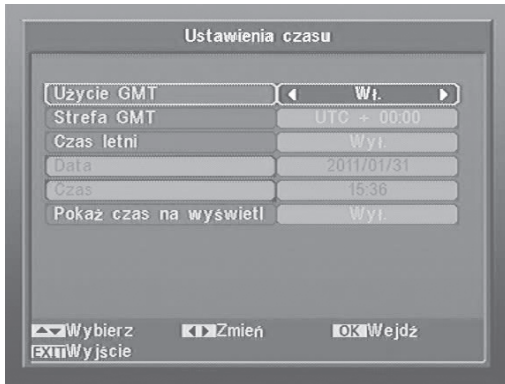 Ustawienia czasu
Użycie GMT Wł.
Strefa GMT UTC + 00:00
Czas letni Wył.
Data 2011/01/31
Czas 15:36
Pokaż czas na wyświetl Wył.
Wybierz Zmień OK Wejdź
EXIT Wyjście